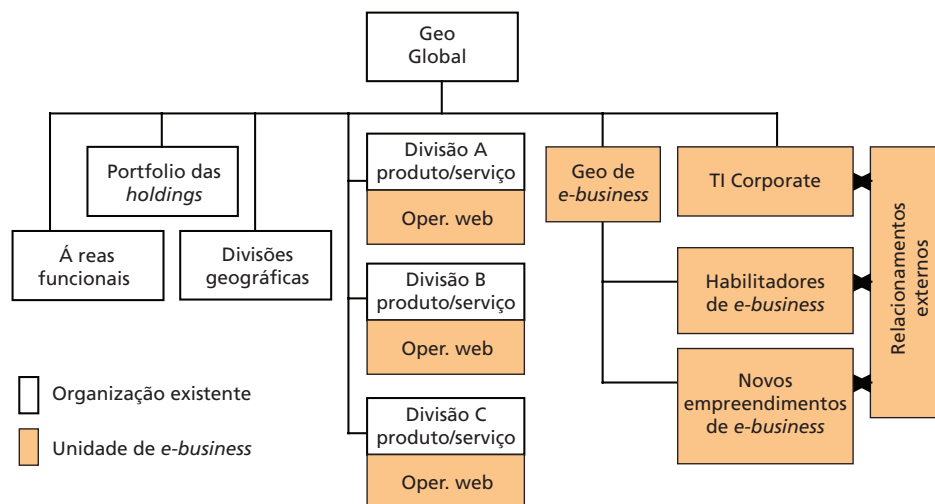 Geo
Global
Portfolio das
holdings
Á reas
funcionais
Divisões
geográficas
Divisão A
produto/serviço
Oper. web
Divisão B
produto/serviço
Oper. web
Divisão C
produto/serviço
Oper. web
Geo de
e-business
TI Corporate
Habilitadores
de e-business
Novos
empreendimentos
de e-business
Relacionamentos
externos
Organização existente
Unidade de e-business